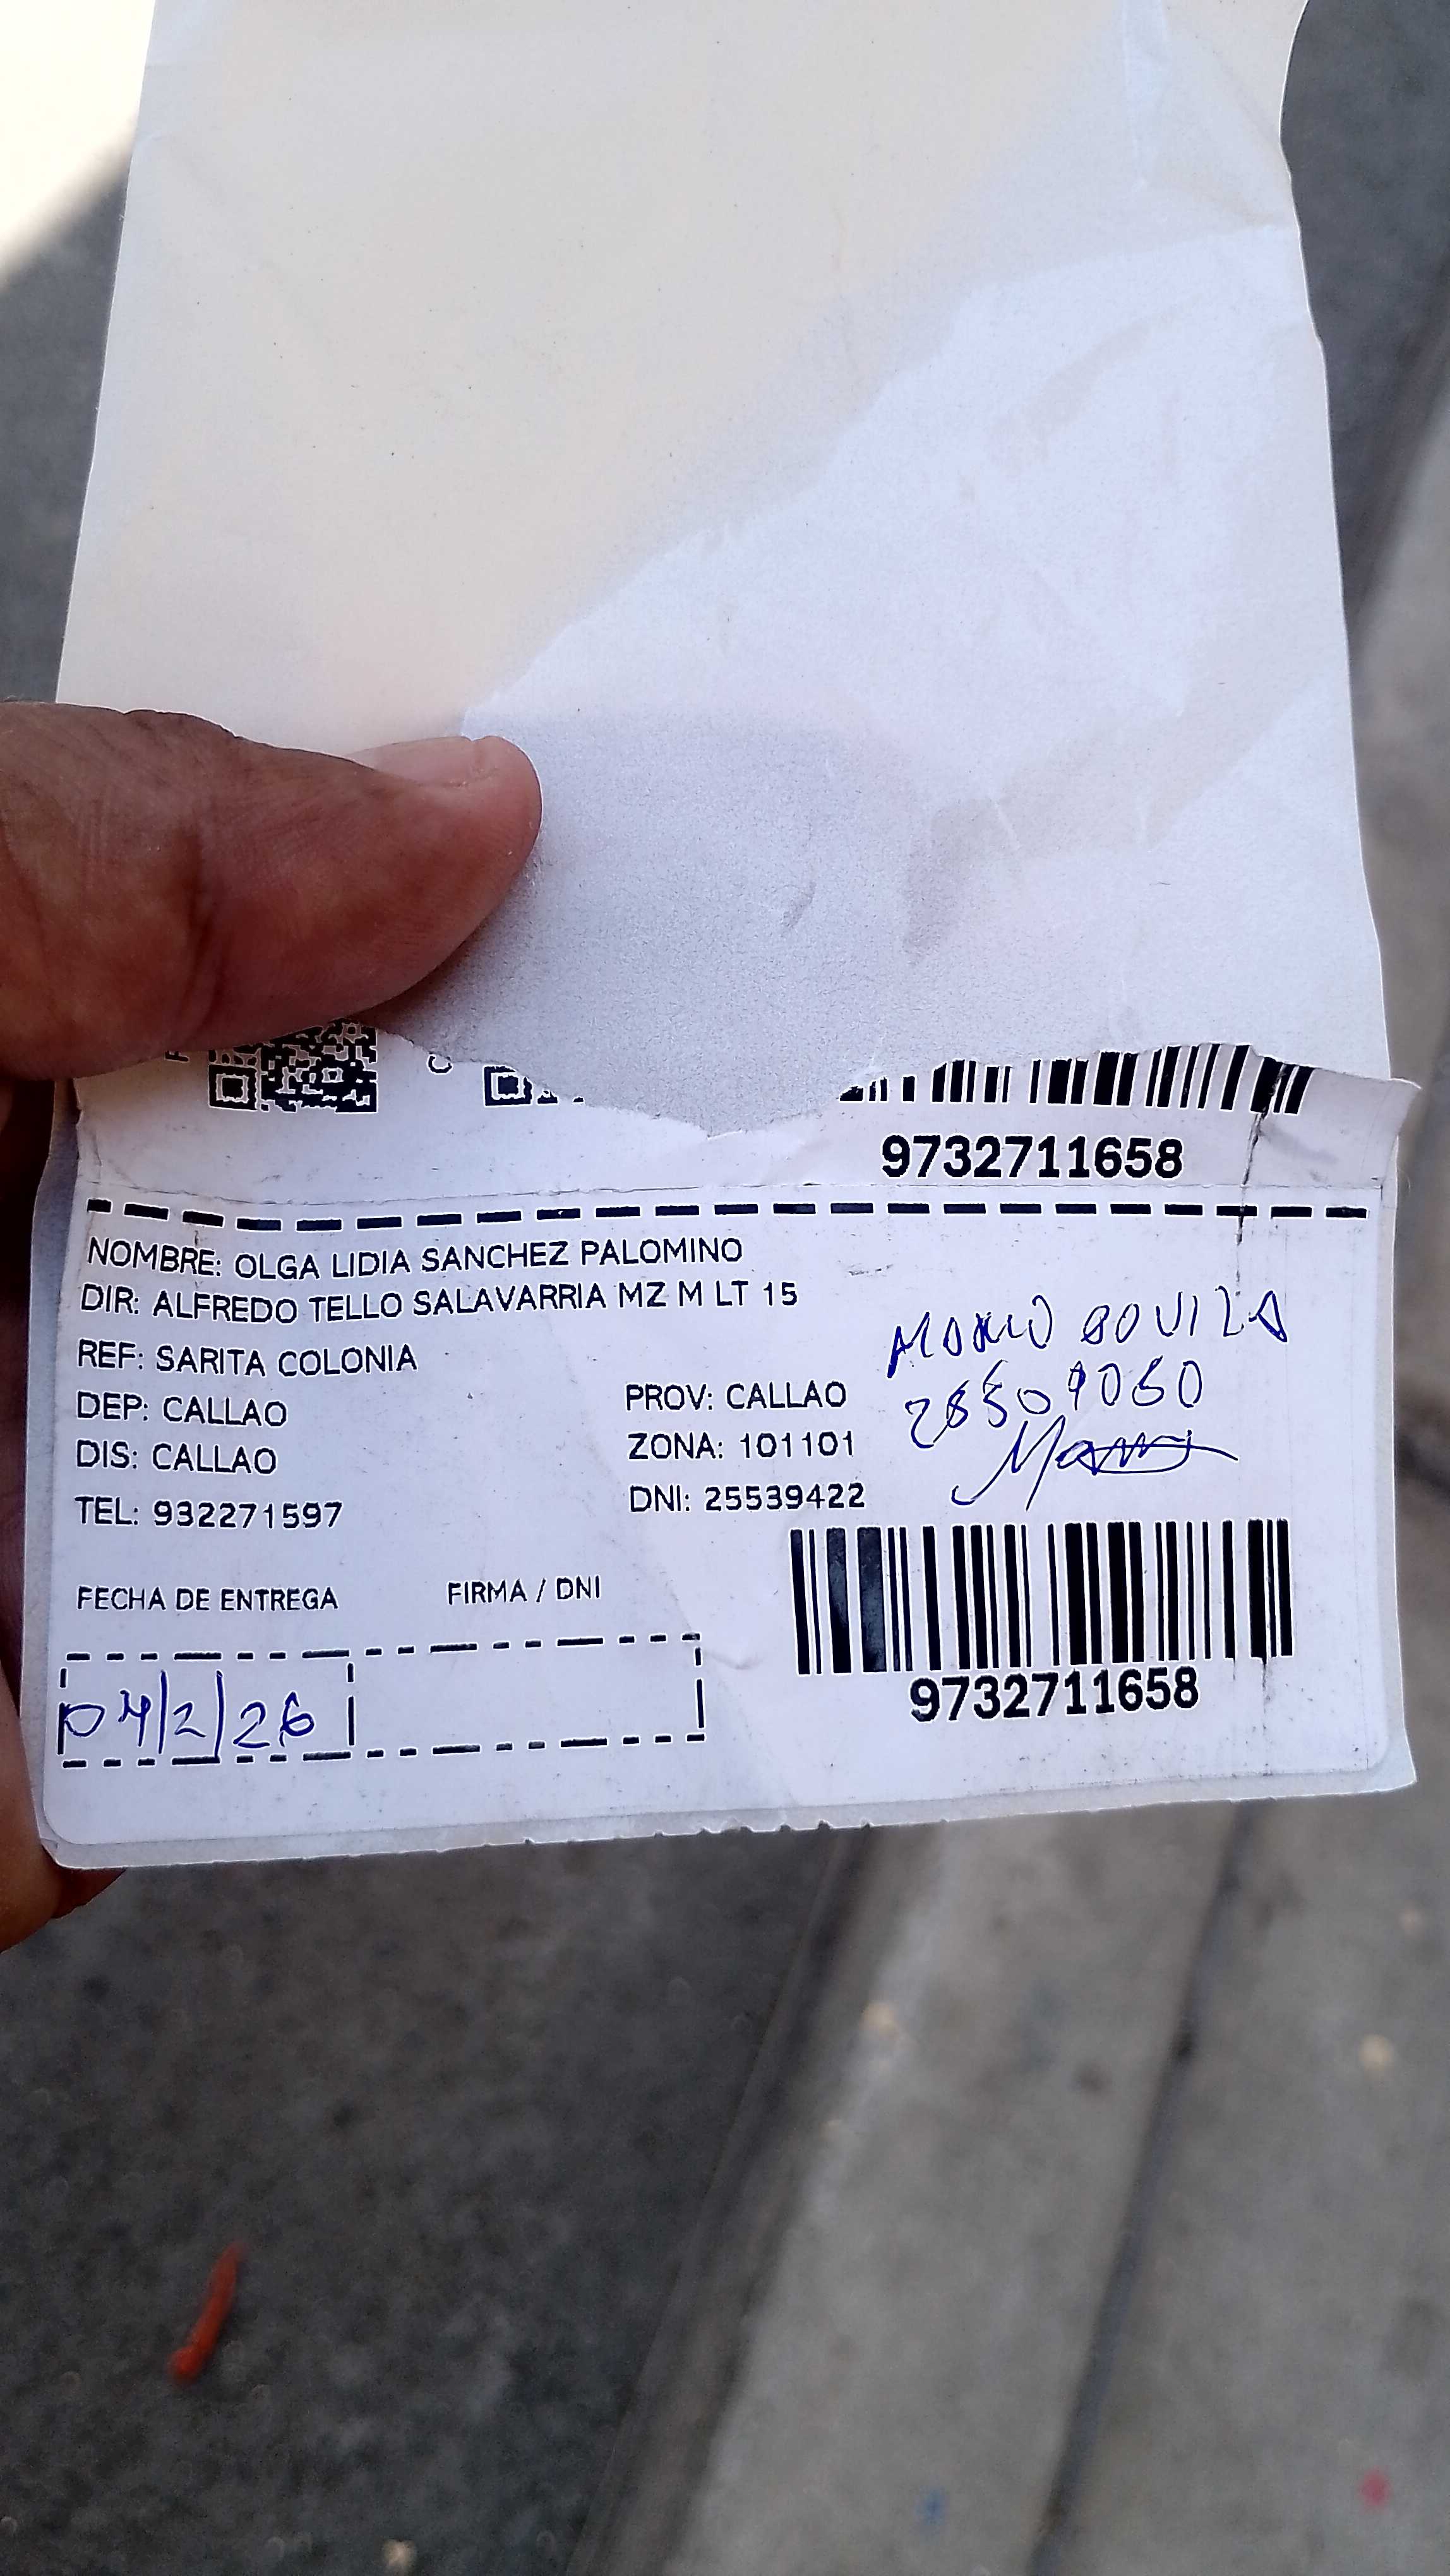 9732711658
NOMBRE: OLGA LIDIA SANCHEZ PALOMINO
DIR: ALFREDO TELLO SALAVARRIA MZ M LT 15
REF: SARITA COLONIA
DEP: CALLAO
PROV: CALLAO
DIS: CALLAO
ZONA: 101101
TEL: 932271597
DNI: 25539422
FECHA DE ENTREGA
FIRMA / DNI
04/2/26
9732711658